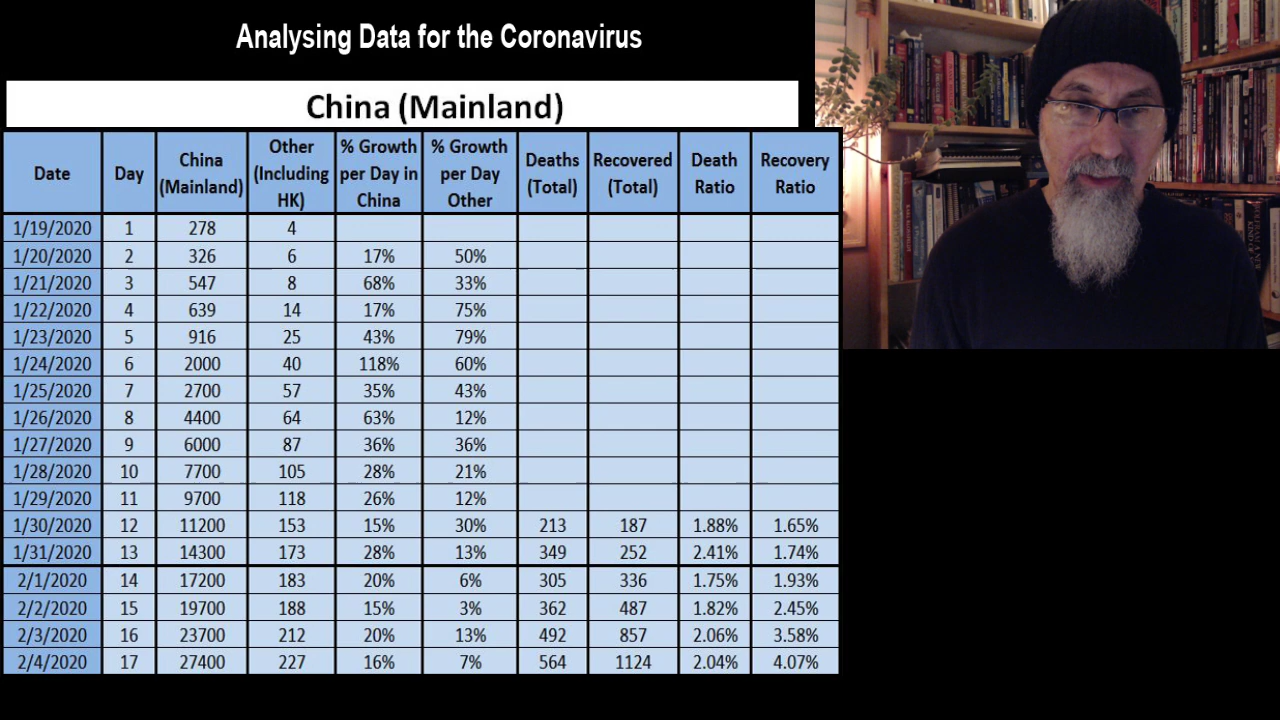 Analysing Data for the Coronavirus
China (Mainland)
Date Day China (Mainland) Other (Including HK) % Growth per Day in China % Growth per Day Other Deaths (Total) Recovered (Total) Death Ratio Recovery Ratio
1/19/2020 1 278 4
1/20/2020 2 326 6 17% 50%
1/21/2020 3 547 8 68% 33%
1/22/2020 4 639 14 17% 75%
1/23/2020 5 916 25 43% 79%
1/24/2020 6 2000 40 118% 60%
1/25/2020 7 2700 57 35% 43%
1/26/2020 8 4400 64 63% 12%
1/27/2020 9 6000 87 36% 36%
1/28/2020 10 7700 105 28% 21%
1/29/2020 11 9700 118 26% 12%
1/30/2020 12 11200 153 15% 30% 213 187 1.88% 1.65%
1/31/2020 13 14300 173 28% 13% 349 252 2.41% 1.74%
2/1/2020 14 17200 183 20% 6% 305 336 1.75% 1.93%
2/2/2020 15 19700 188 15% 3% 362 487 1.82% 2.45%
2/3/2020 16 23700 212 20% 13% 492 857 2.06% 3.58%
2/4/2020 17 27400 227 16% 7% 564 1124 2.04% 4.07%